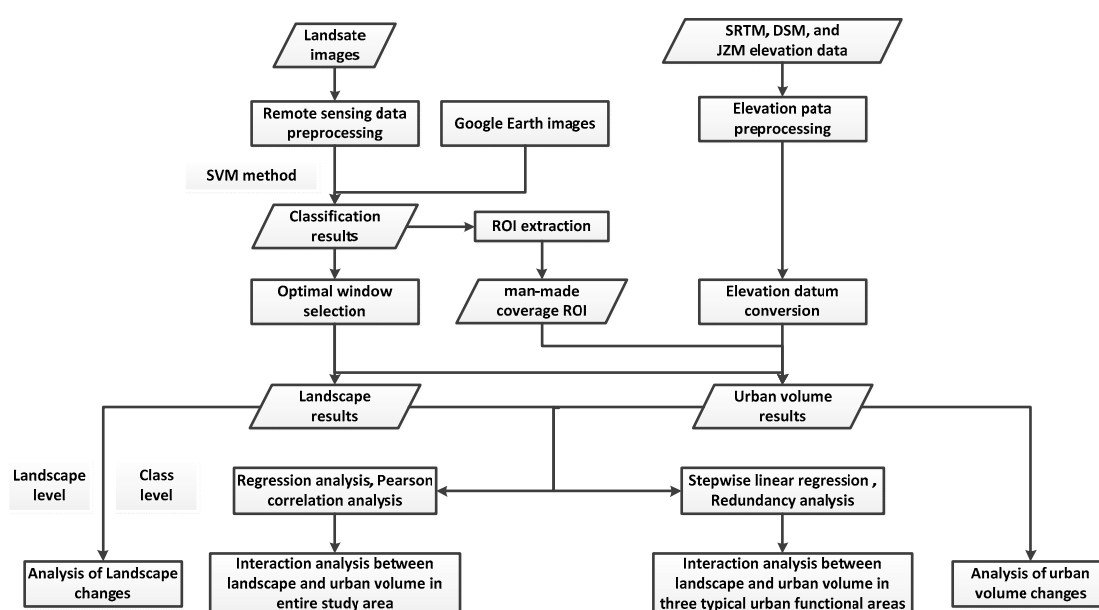 Landsate
images
SRTM, DSM, and
JZM elevation data
Remote sensing data
preprocessing
Google Earth images
Elevation pata
preprocessing
SVM method
Classification
results
ROI extraction
Optimal window
selection
man-made
coverage ROI
Elevation datum
conversion
Landscape
results
Urban volume
results
Landscape
level
Class
level
Regression analysis, Pearson
correlation analysis
Stepwise linear regression ,
Redundancy analysis
Analysis of Landscape
changes
Interaction analysis between
landscape and urban volume in
entire study area
Interaction analysis between
landscape and urban volume in
three typical urban functional areas
Analysis of urban
volume changes